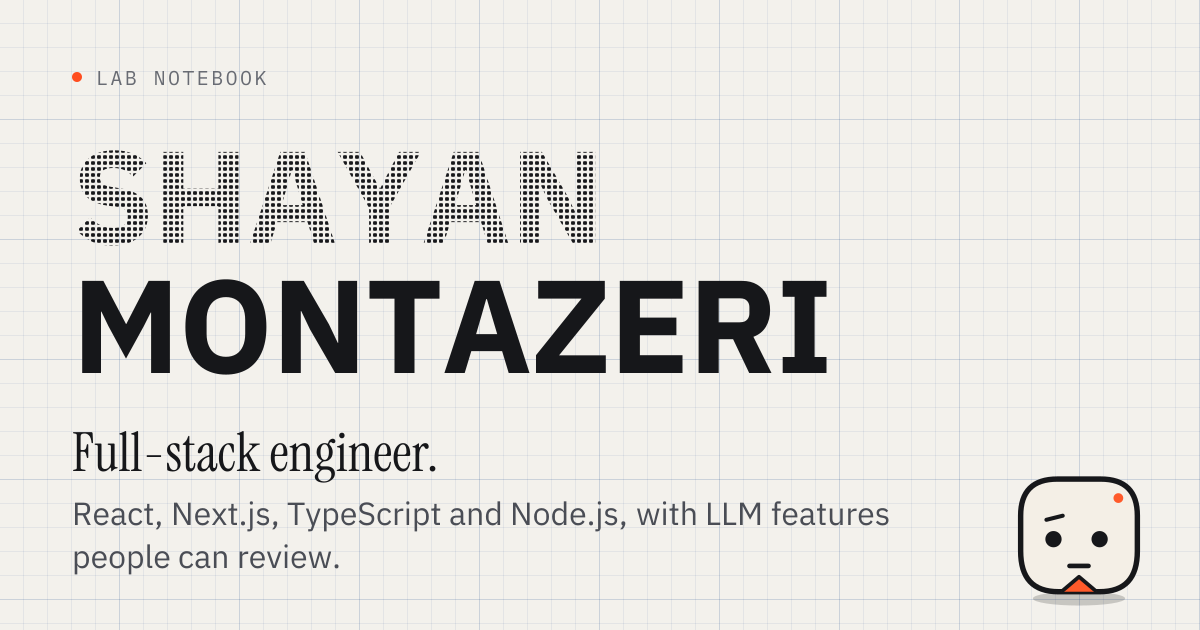 LAB NOTEBOOK
SHAYAN
MONTAZERI
Full-stack engineer.
React, Next.js, TypeScript and Node.js, with LLM features
people can review.